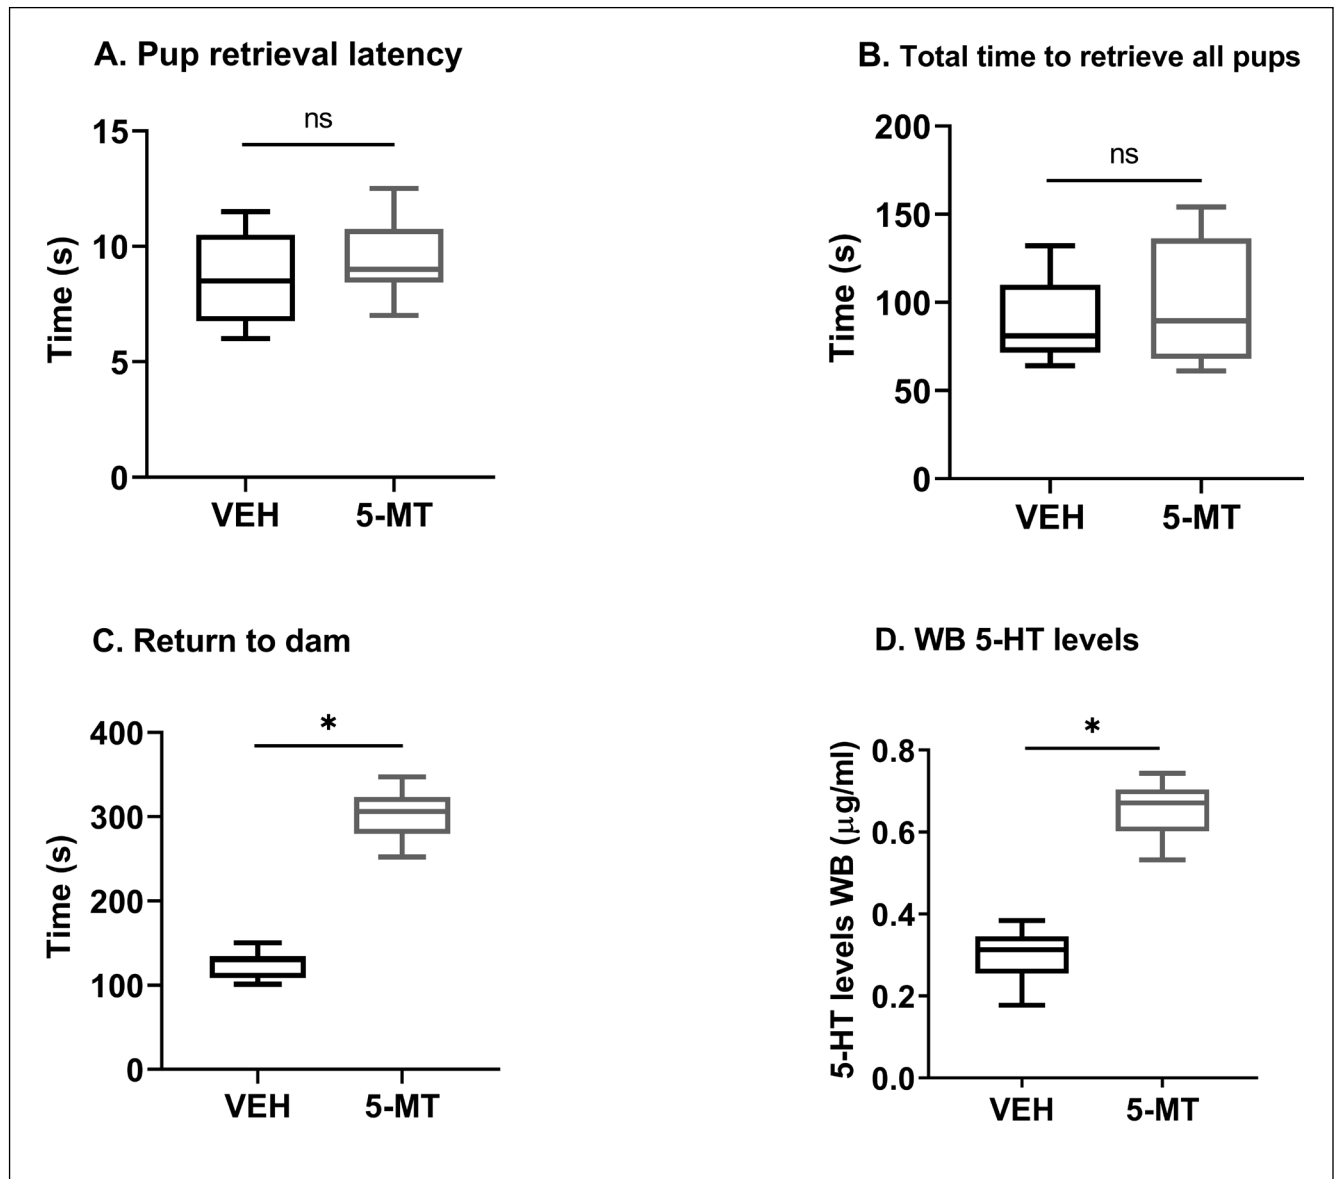 A. Pup retrieval latency
ns
15
10
5
0
Time (s)
VEH 5-MT
B. Total time to retrieve all pups
ns
200
150
100
50
0
Time (s)
VEH 5-MT
C. Return to dam
*
400
300
200
100
0
Time (s)
VEH 5-MT
D. WB 5-HT levels
*
0.8
0.6
0.4
0.2
0.0
5-HT levels WB (μg/ml)
VEH 5-MT